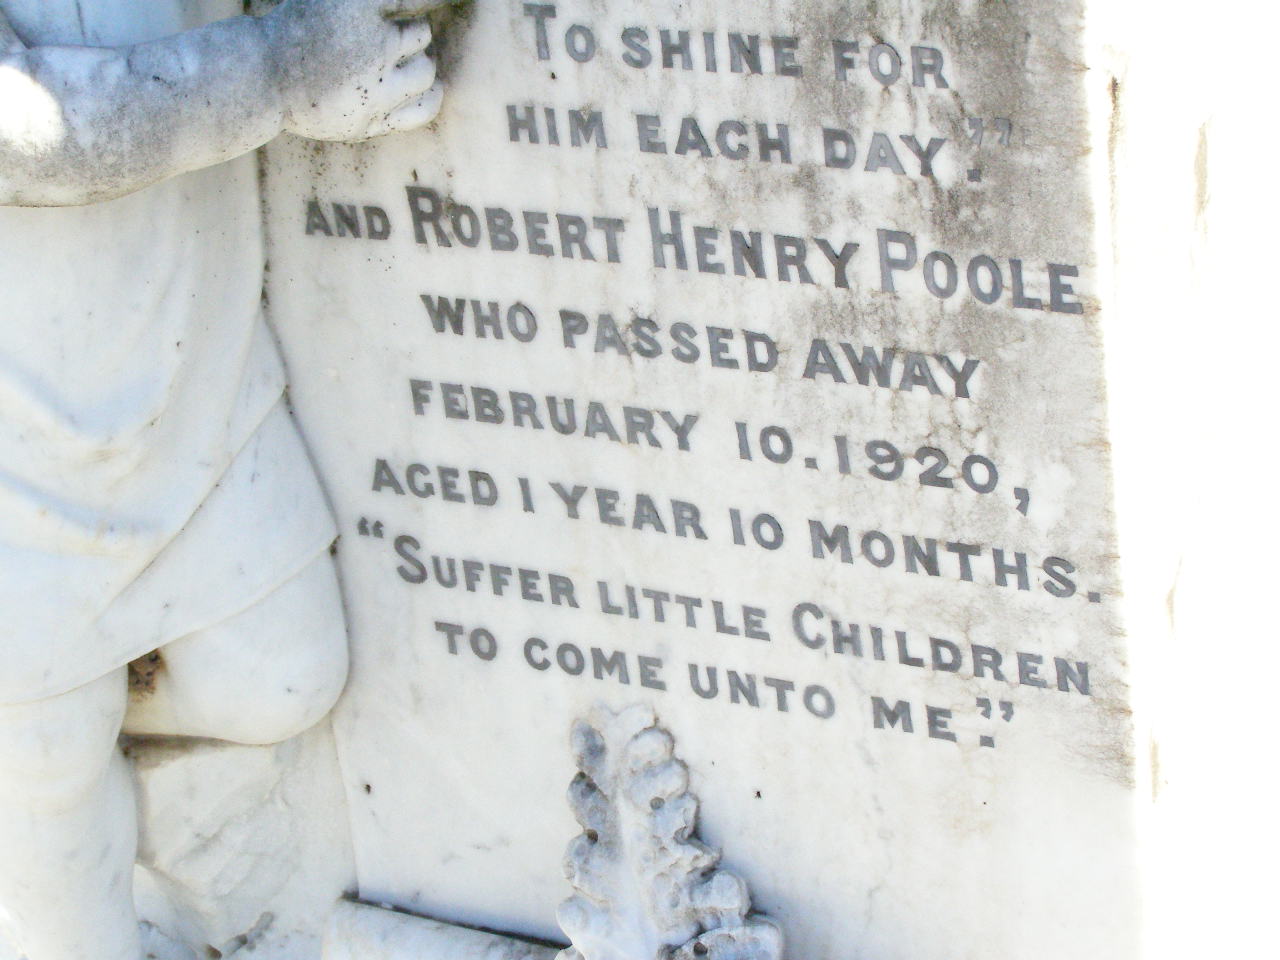 TO SHINE FOR
HIM EACH DAY."
AND ROBERT HENRY POOLE
WHO PASSED AWAY
FEBRUARY 10. 1920,
AGED 1 YEAR 10 MONTHS.
"SUFFER LITTLE CHILDREN
TO COME UNTO ME."